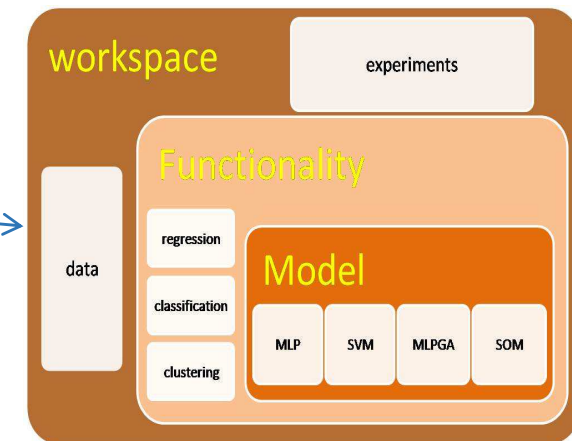 workspace
experiments
Functionality
data
regression
classification
clustering
Model
MLP
SVM
MLPGA
SOM